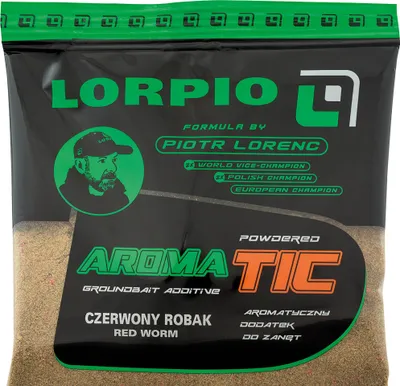 LORPIO
FORMULA BY
PIOTR LORENC
WORLD VICE-CHAMPION
POLISH CHAMPION
EUROPEAN CHAMPION
POWDERED
AROMATIC
GROUNDBAIT ADDITIVE
AROMATYCZNY
DODATEK
DO ZANĘT
CZERWONY ROBAK
RED WORM